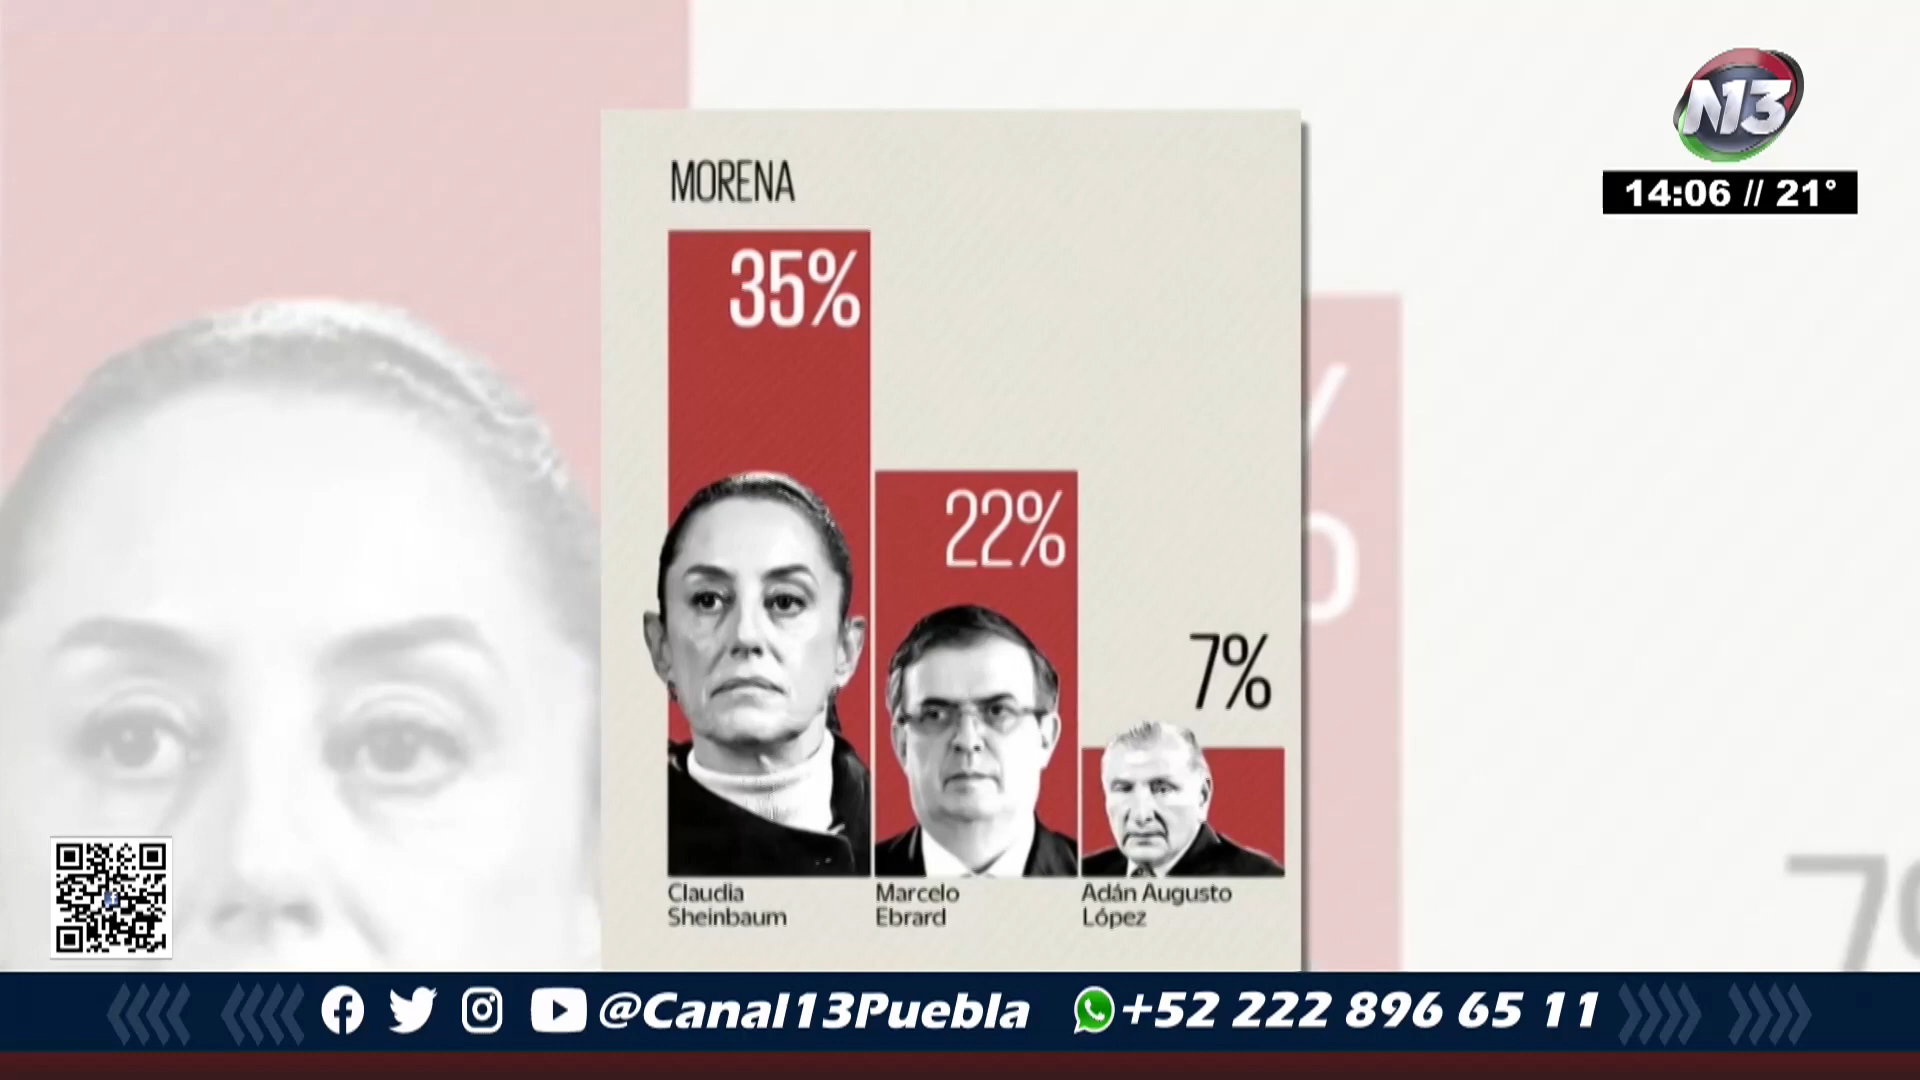 N13
14:06 // 21°
MORENA
35%
22%
7%
Claudia
Sheinbaum
Marcelo
Ebrard
Adán Augusto
López
@Canal13Puebla
+52 222 896 65 11